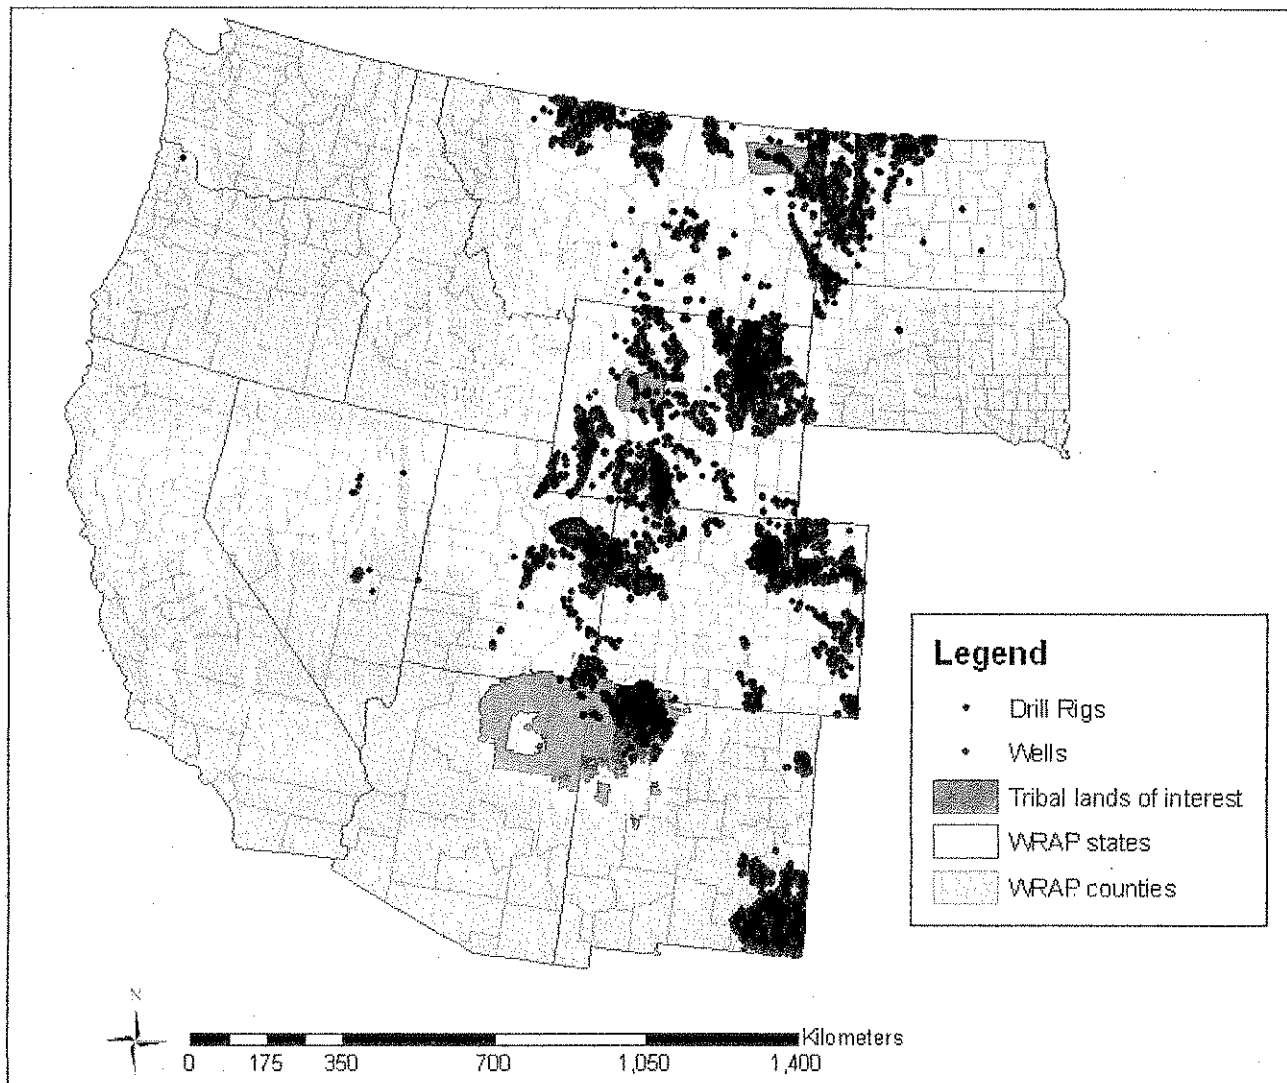 Legend
Drill Rigs
Wells
Tribal lands of interest
WRAP states
WRAP counties
N
Kilometers
0 175 350 700 1,050 1,400